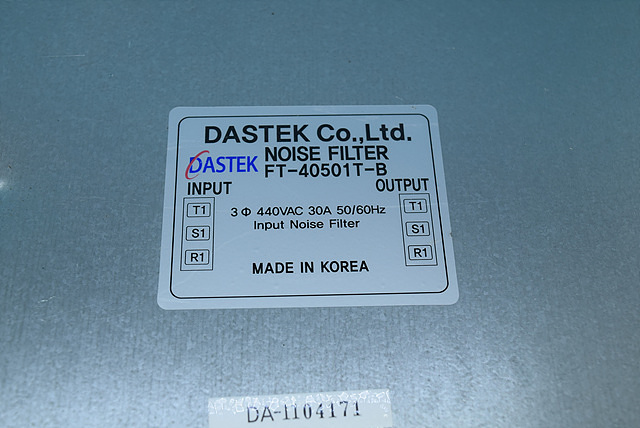 DASTEK Co.,Ltd.
DASTEK NOISE FILTER
FT-40501T-B
INPUT OUTPUT
T1 3 Φ 440VAC 30A 50/60Hz T1
Input Noise Filter
S1 S1
R1 R1
MADE IN KOREA
DA-1104171